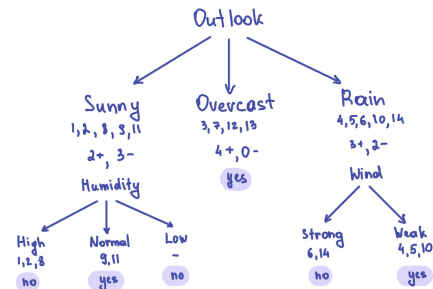 Outlook
Sunny Overcast Rain
1,2, 8, 9, 11 3,7,12,13 4,5,6,10,14
2+, 3- 4+,0- 3+,2-
Humidity yes Wind
High Normal Low Strong Weak
1,2,8 9,11 - 6,14 4,5,10
no yes no no yes